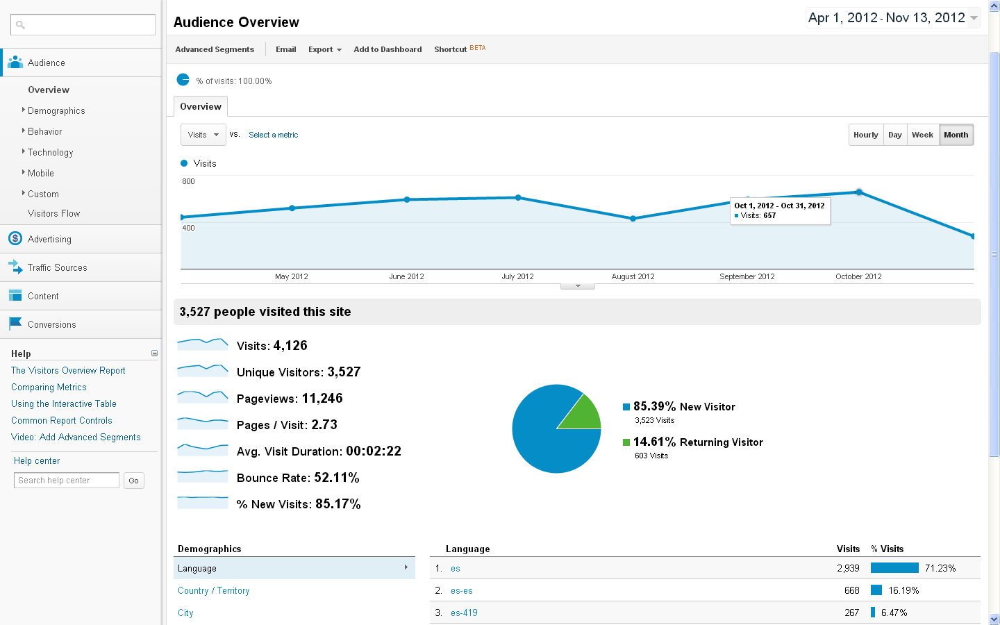 Audience Overview
Apr 1, 2012 - Nov 13, 2012
Advanced Segments Email Export Add to Dashboard Shortcut BETA
Audience
Overview
Demographics
Behavior
Technology
Mobile
Custom
Visitors Flow
Advertising
Traffic Sources
Content
Conversions
Help
The Visitors Overview Report
Comparing Metrics
Using the Interactive Table
Common Report Controls
Video: Add Advanced Segments
Help center
Search help center Go
% of visits: 100.00%
Overview
Visits vs. Select a metric
Hourly Day Week Month
Visits
800
400
Oct 1, 2012 - Oct 31, 2012
Visits: 657
May 2012 June 2012 July 2012 August 2012 September 2012 October 2012
3,527 people visited this site
Visits: 4,126
Unique Visitors: 3,527
Pageviews: 11,246
Pages / Visit: 2.73
Avg. Visit Duration: 00:02:22
Bounce Rate: 52.11%
% New Visits: 85.17%
85.39% New Visitor
3,523 Visits
14.61% Returning Visitor
603 Visits
Demographics
Language
Country / Territory
City
Language Visits % Visits
1. es 2,939 71.23%
2. es-es 668 16.19%
3. es-419 267 6.47%